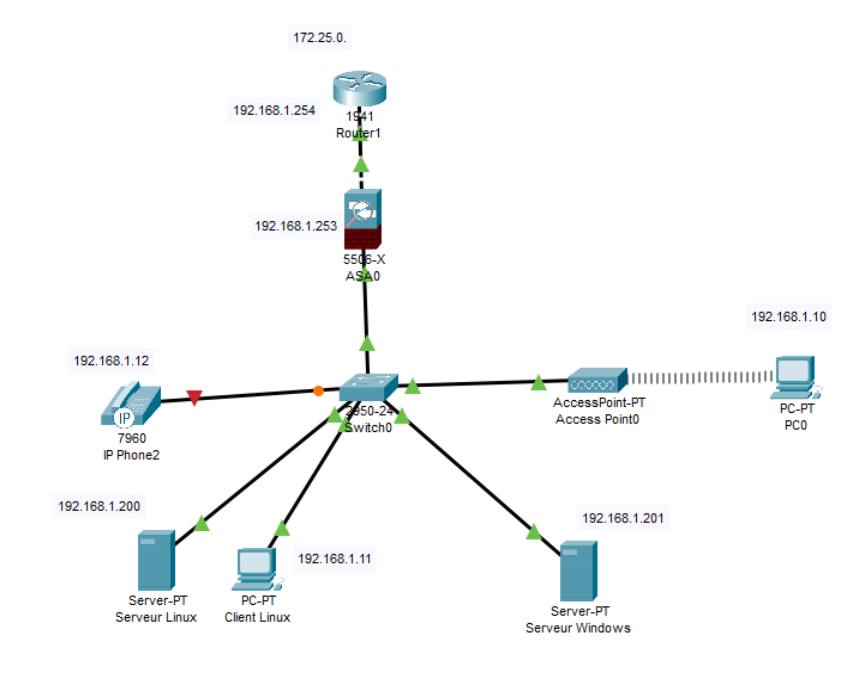 172.25.0.
192.168.1.254
1941
Router1
192.168.1.253
5506-X
ASA0
192.168.1.10
192.168.1.12
IP
7960
IP Phone2
2950-24
Switch0
AccessPoint-PT
Access Point0
PC-PT
PC0
192.168.1.200
192.168.1.11
192.168.1.201
Server-PT
Serveur Linux
PC-PT
Client Linux
Server-PT
Serveur Windows